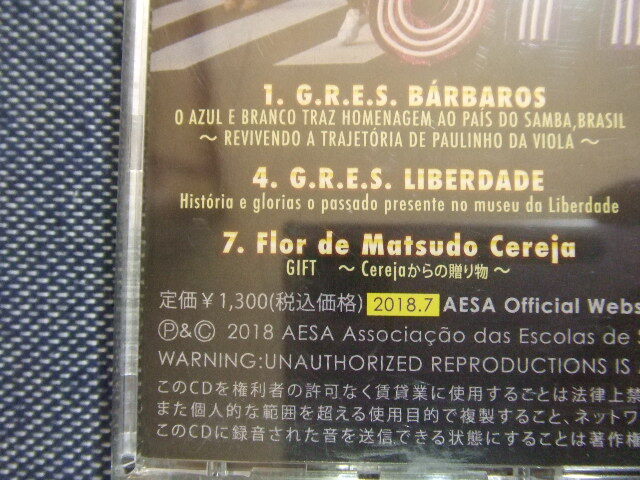 1. G.R.E.S. BÁRBAROS
O AZUL E BRANCO TRAZ HOMENAGEM AO PAÍS DO SAMBA,BRASIL
～ REVIVENDO A TRAJETÓRIA DE PAULINHO DA VIOLA ～
4. G.R.E.S. LIBERDADE
História e glorias o passado presente no museu da Liberdade
7. Flor de Matsudo Cereja
GIFT ～ Cerejaからの贈り物 ～
定価￥1,300(税込価格) 2018.7 AESA Official Webs
Ⓟ&© 2018 AESA Associação das Escolas de S
WARNING:UNAUTHORIZED REPRODUCTIONS IS
このCDを権利者の許可なく賃貸業に使用することは法律上禁
また個人的な範囲を超える使用目的で複製すること、ネットワ
このCDに録音された音を送信できる状態にすることは著作権